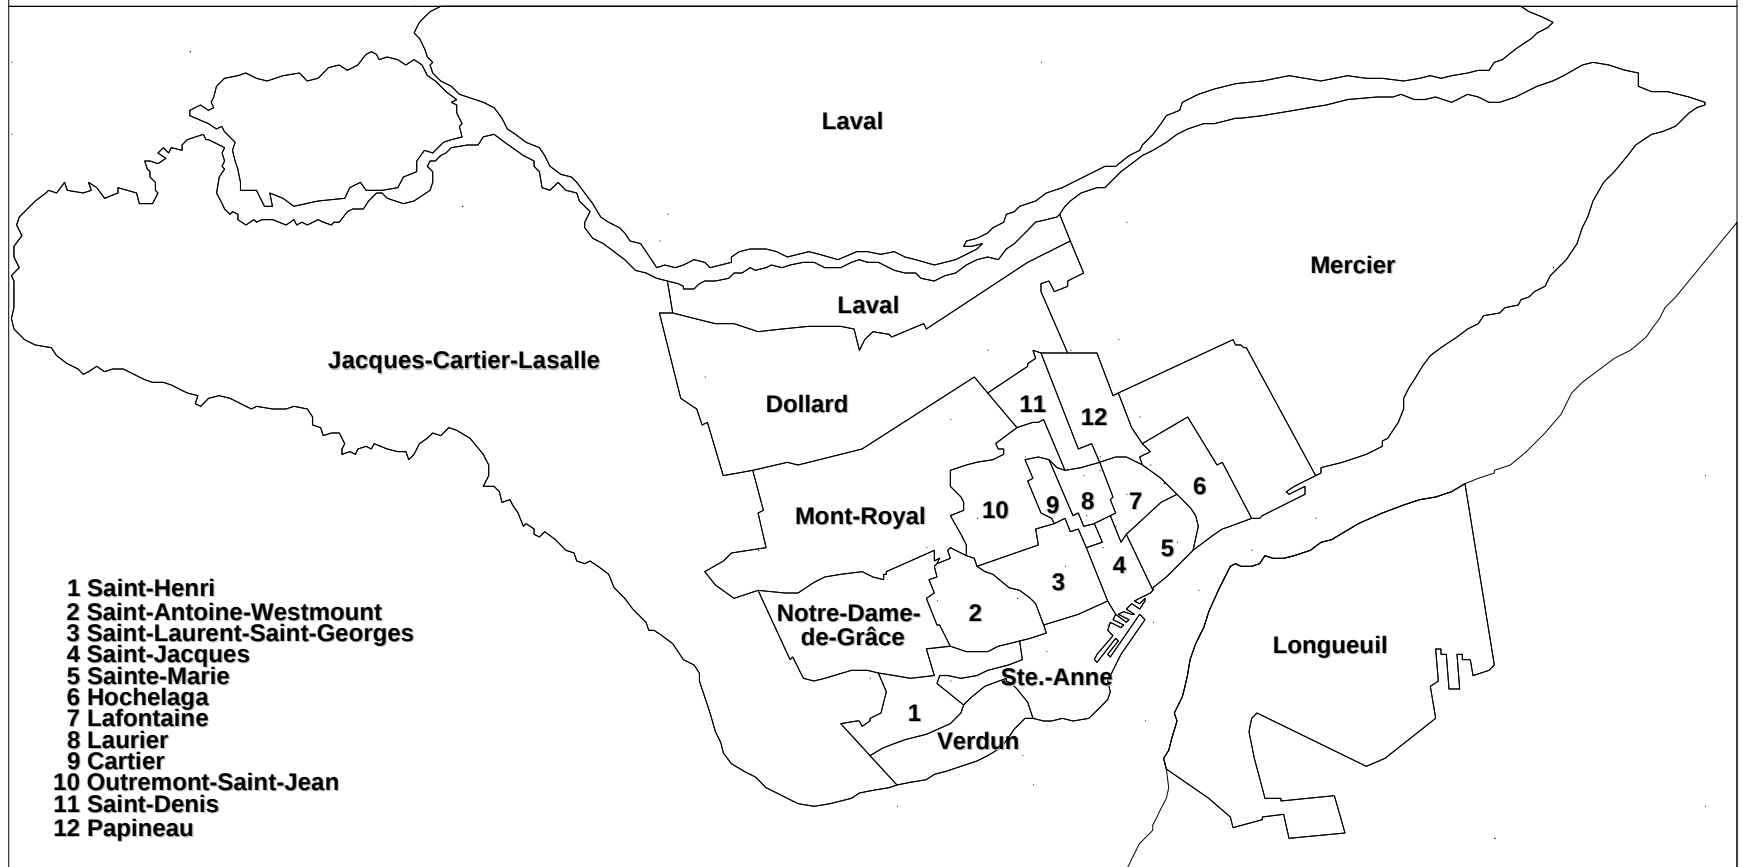 Laval
Mercier
Laval
Jacques-Cartier-Lasalle
Dollard
11
12
6
7
8
9
10
Mont-Royal
5
4
3
Notre-Dame-
de-Grâce
2
Longueuil
Ste.-Anne
1
Verdun
1 Saint-Henri
2 Saint-Antoine-Westmount
3 Saint-Laurent-Saint-Georges
4 Saint-Jacques
5 Sainte-Marie
6 Hochelaga
7 Lafontaine
8 Laurier
9 Cartier
10 Outremont-Saint-Jean
11 Saint-Denis
12 Papineau